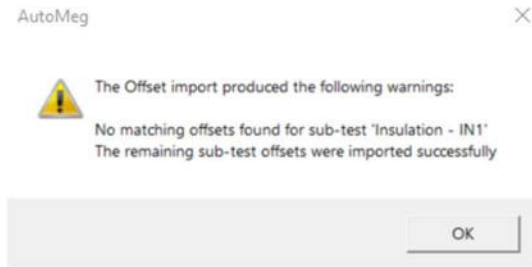 AutoMeg
The Offset import produced the following warnings:
No matching offsets found for sub-test 'Insulation - IN1'
The remaining sub-test offsets were imported successfully
OK